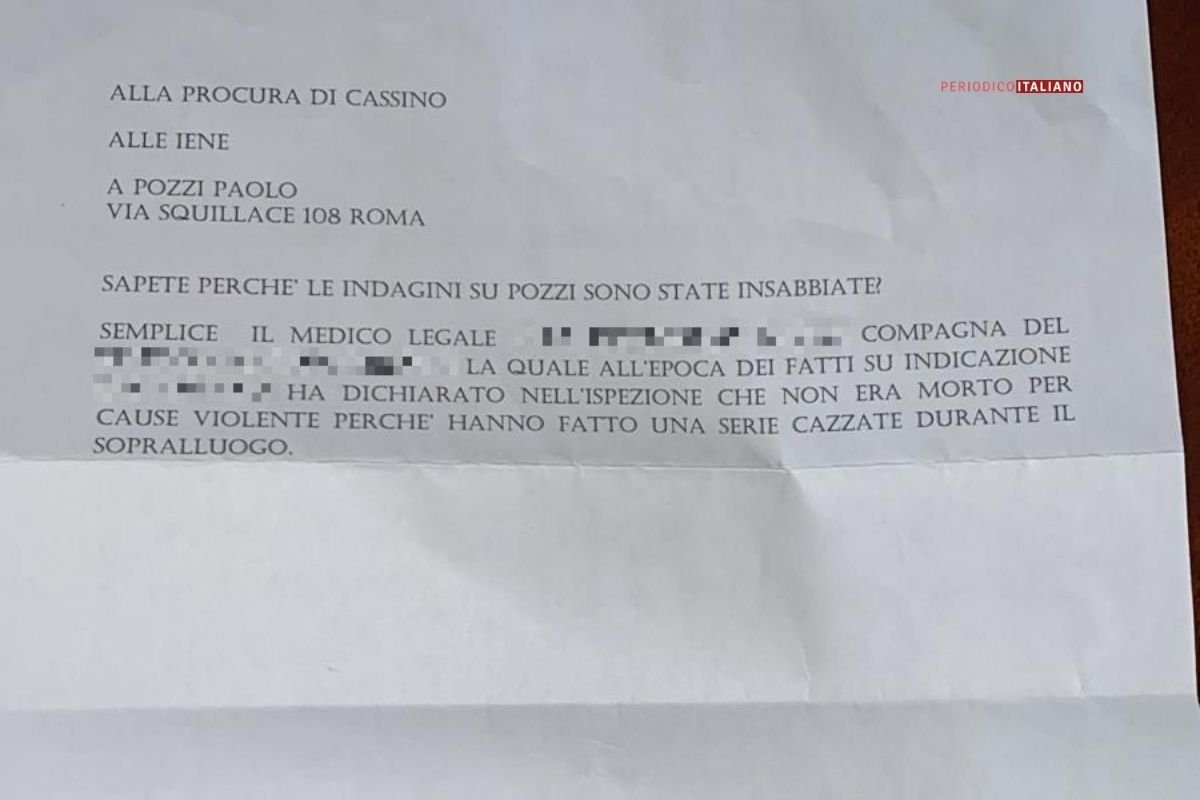 PERIODICOITALIANO
ALLA PROCURA DI CASSINO
ALLE IENE
A POZZI PAOLO
VIA SQUILLACE 108 ROMA
SAPETE PERCHE' LE INDAGINI SU POZZI SONO STATE INSABBIATE?
SEMPLICE IL MEDICO LEGALE COMPAGNA DEL
LA QUALE ALL'EPOCA DEI FATTI SU INDICAZIONE
HA DICHIARATO NELL'ISPEZIONE CHE NON ERA MORTO PER
CAUSE VIOLENTE PERCHE' HANNO FATTO UNA SERIE CAZZATE DURANTE IL
SOPRALLUOGO.